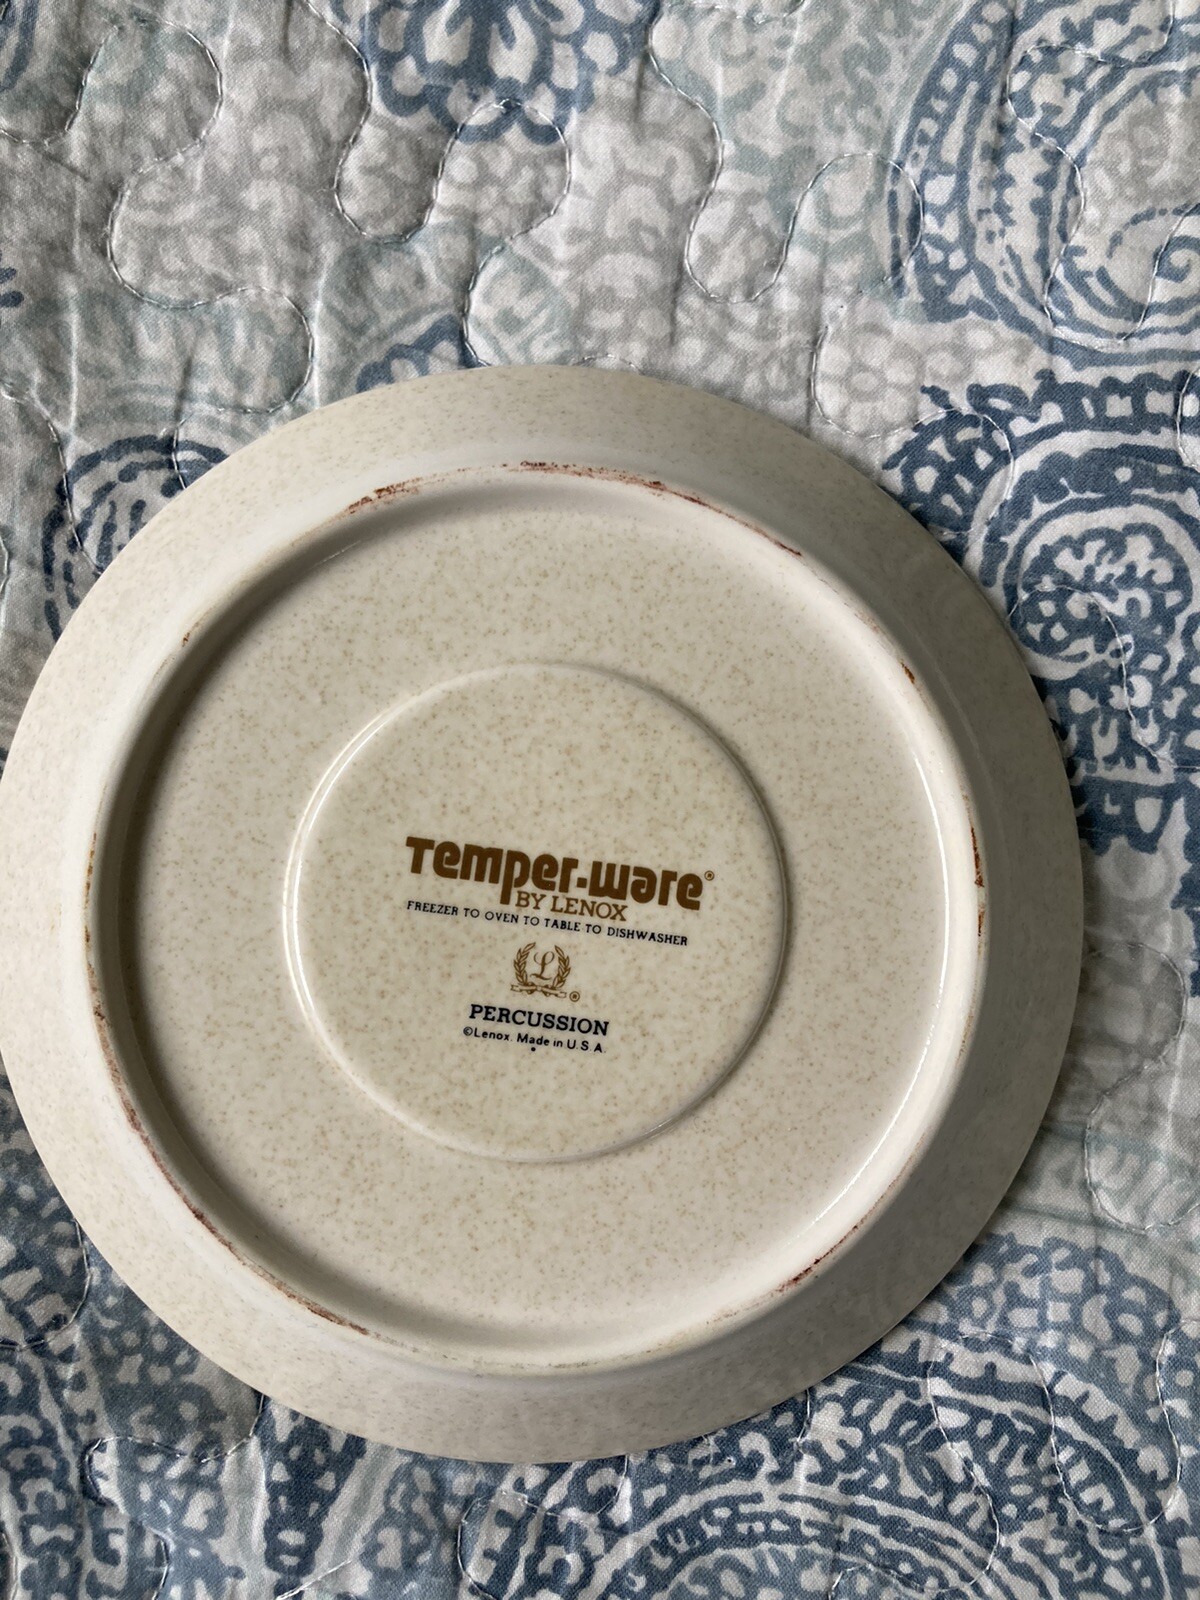 Temper-ware®
BY LENOX
FREEZER TO OVEN TO TABLE TO DISHWASHER
L
®
PERCUSSION
©Lenox. Made in U.S.A.